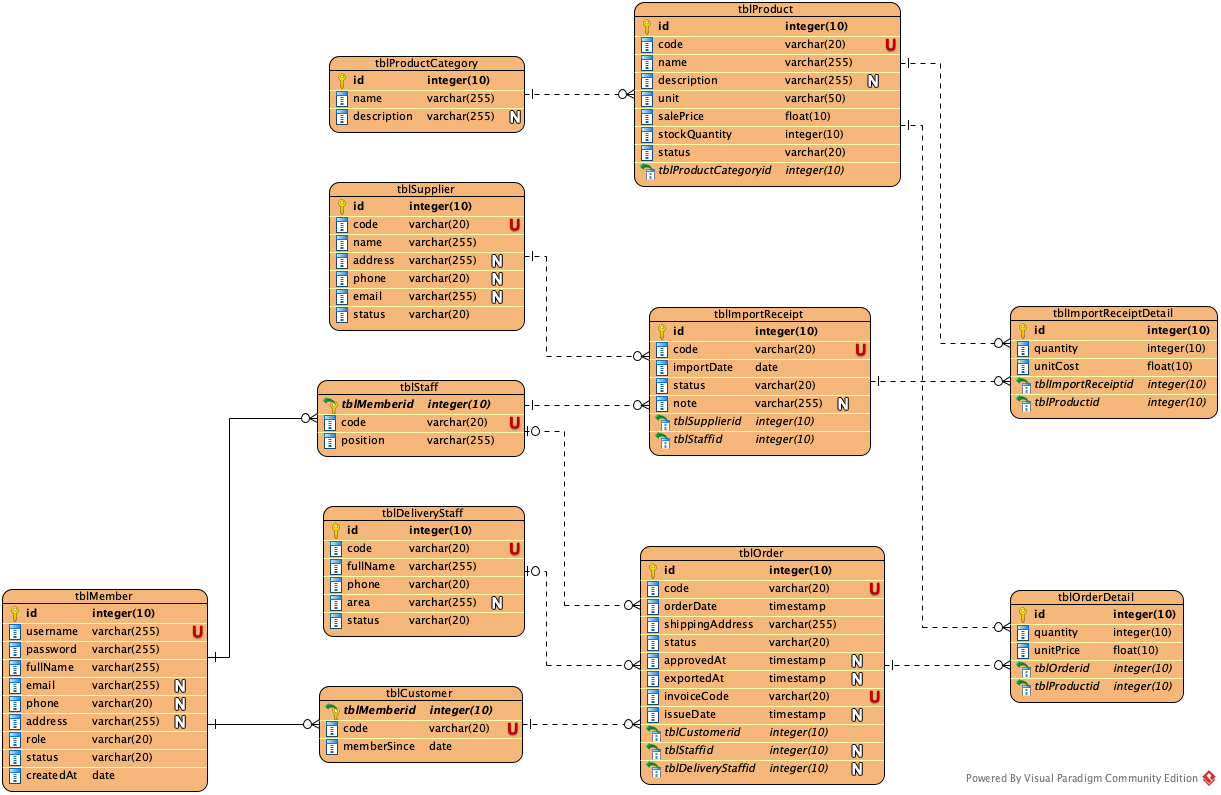 tblProduct
id integer(10)
code varchar(20) U
name varchar(255)
description varchar(255) N
unit varchar(50)
salePrice float(10)
stockQuantity integer(10)
status varchar(20)
tblProductCategoryid integer(10)
tblProductCategory
id integer(10)
name varchar(255)
description varchar(255) N
tblSupplier
id integer(10)
code varchar(20) U
name varchar(255)
address varchar(255) N
phone varchar(20) N
email varchar(255) N
status varchar(20)
tblImportReceipt
id integer(10)
code varchar(20) U
importDate date
status varchar(20)
note varchar(255) N
tblSupplierid integer(10)
tblStaffid integer(10)
tblImportReceiptDetail
id integer(10)
quantity integer(10)
unitCost float(10)
tblImportReceiptid integer(10)
tblProductid integer(10)
tblStaff
tblMemberid integer(10)
code varchar(20) U
position varchar(255)
tblDeliveryStaff
id integer(10)
code varchar(20) U
fullName varchar(255)
phone varchar(20)
area varchar(255) N
status varchar(20)
tblOrder
id integer(10)
code varchar(20) U
orderDate timestamp
shippingAddress varchar(255)
status varchar(20)
approvedAt timestamp N
exportedAt timestamp N
invoiceCode varchar(20) U
issueDate timestamp N
tblCustomerid integer(10)
tblStaffid integer(10) N
tblDeliveryStaffid integer(10) N
tblOrderDetail
id integer(10)
quantity integer(10)
unitPrice float(10)
tblOrderid integer(10)
tblProductid integer(10)
tblMember
id integer(10)
username varchar(255) U
password varchar(255)
fullName varchar(255)
email varchar(255) N
phone varchar(20) N
address varchar(255) N
role varchar(20)
status varchar(20)
createdAt date
tblCustomer
tblMemberid integer(10)
code varchar(20) U
memberSince date
Powered By Visual Paradigm Community Edition